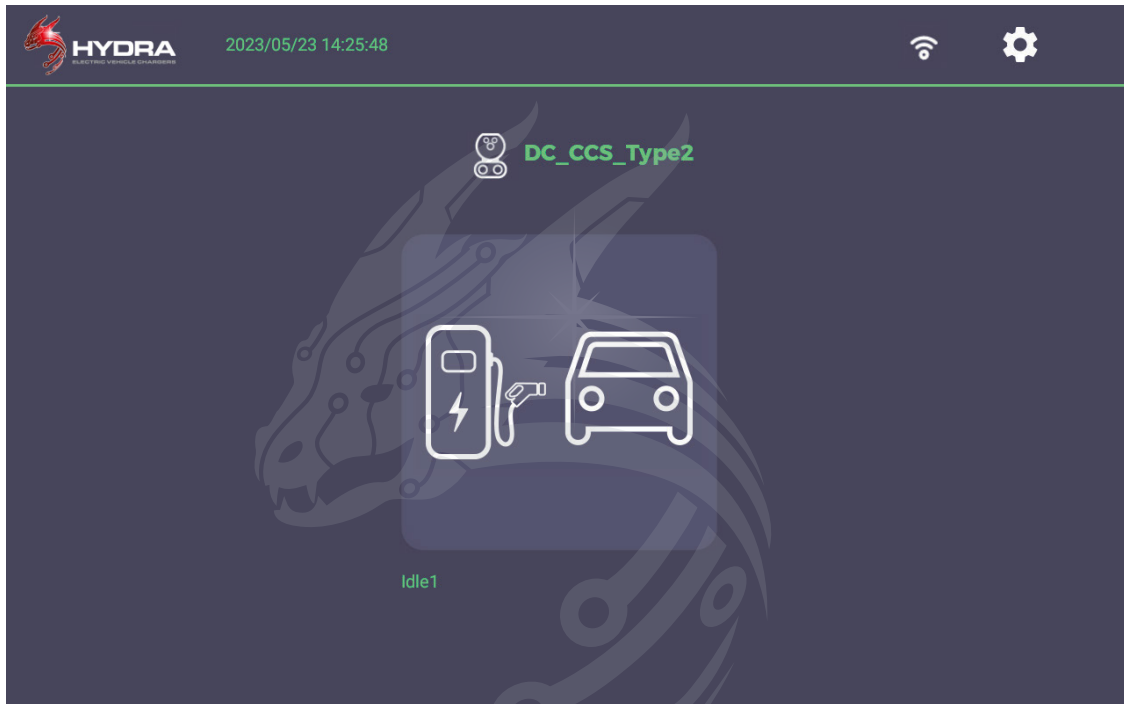 HYDRA
ELECTRIC VEHICLE CHARGERS
2023/05/23 14:25:48
DC_CCS_Type2
Idle1